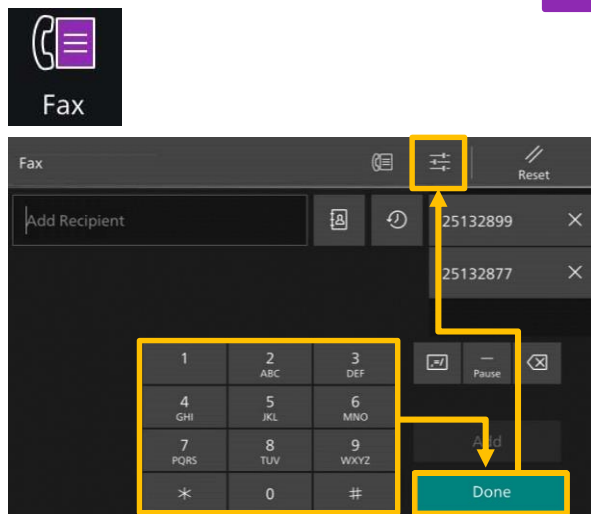 Fax
Fax
Reset
Add Recipient
25132899
25132877
1
2
ABC
3
DEF
.=/
Pause
4
GHI
5
JKL
6
MNO
7
PQRS
8
TUV
9
WXYZ
Add
*
0
#
Done